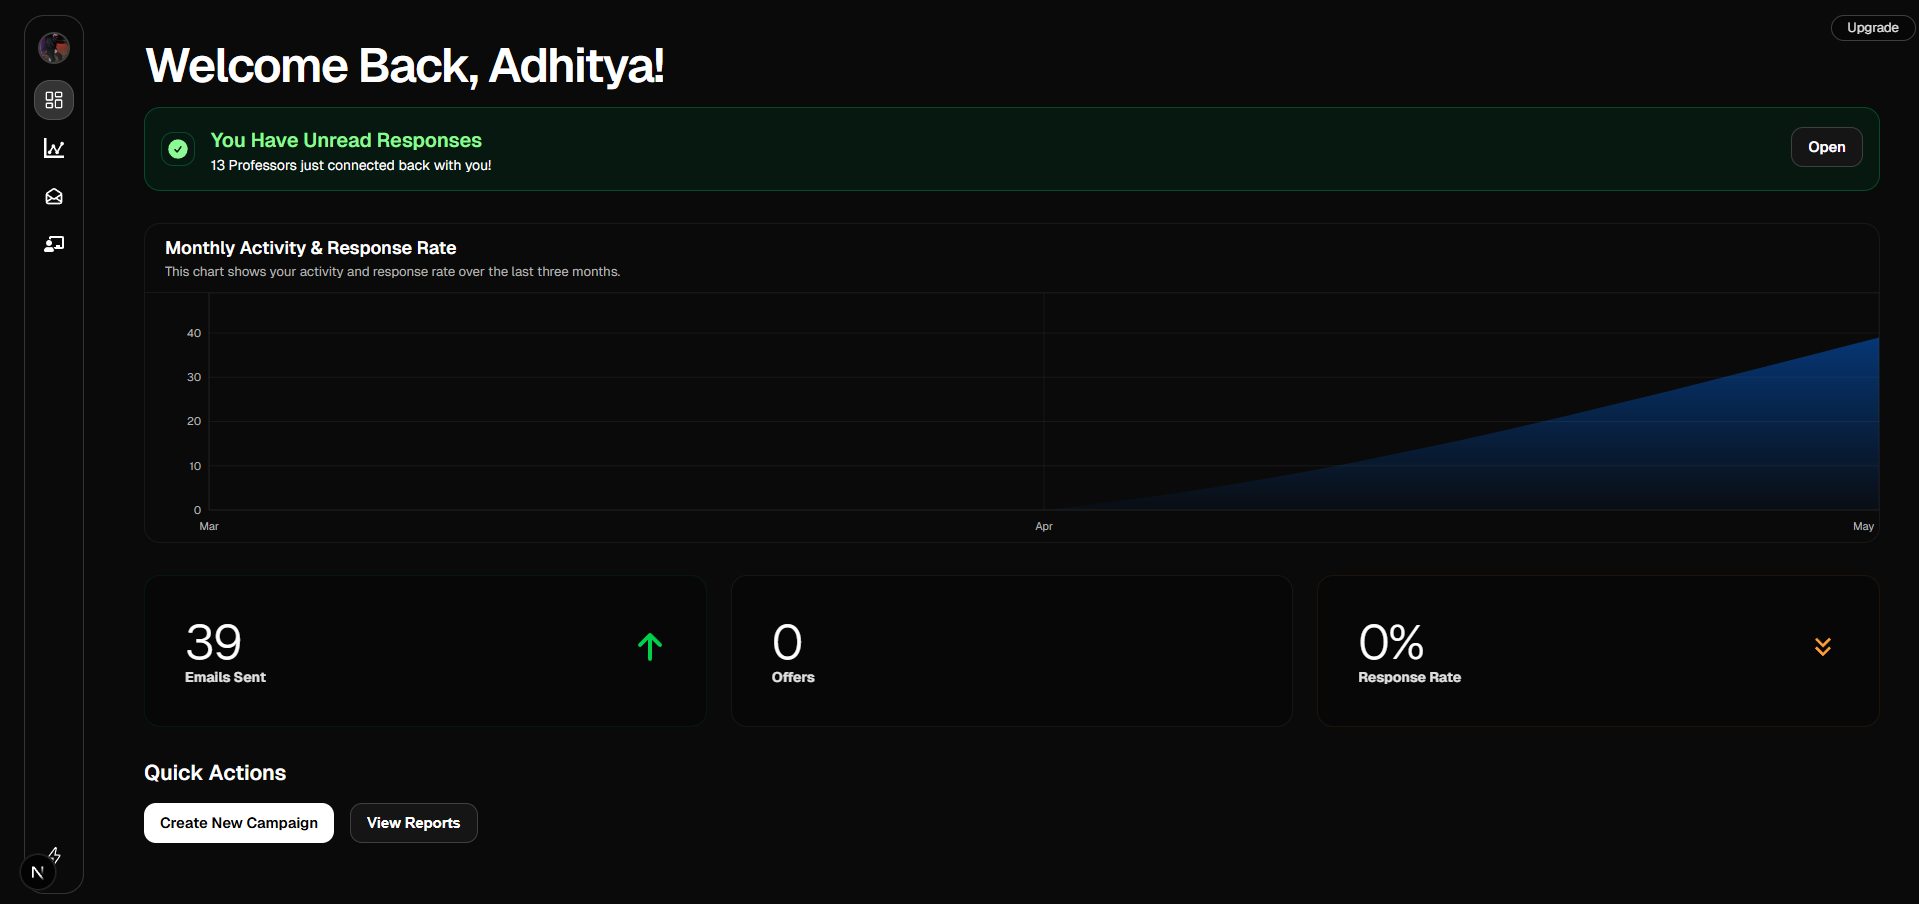 Upgrade
Welcome Back, Adhitya!
You Have Unread Responses
13 Professors just connected back with you!
Open
Monthly Activity & Response Rate
This chart shows your activity and response rate over the last three months.
40
30
20
10
0
Mar
Apr
May
39
Emails Sent
0
Offers
0%
Response Rate
Quick Actions
Create New Campaign
View Reports
N